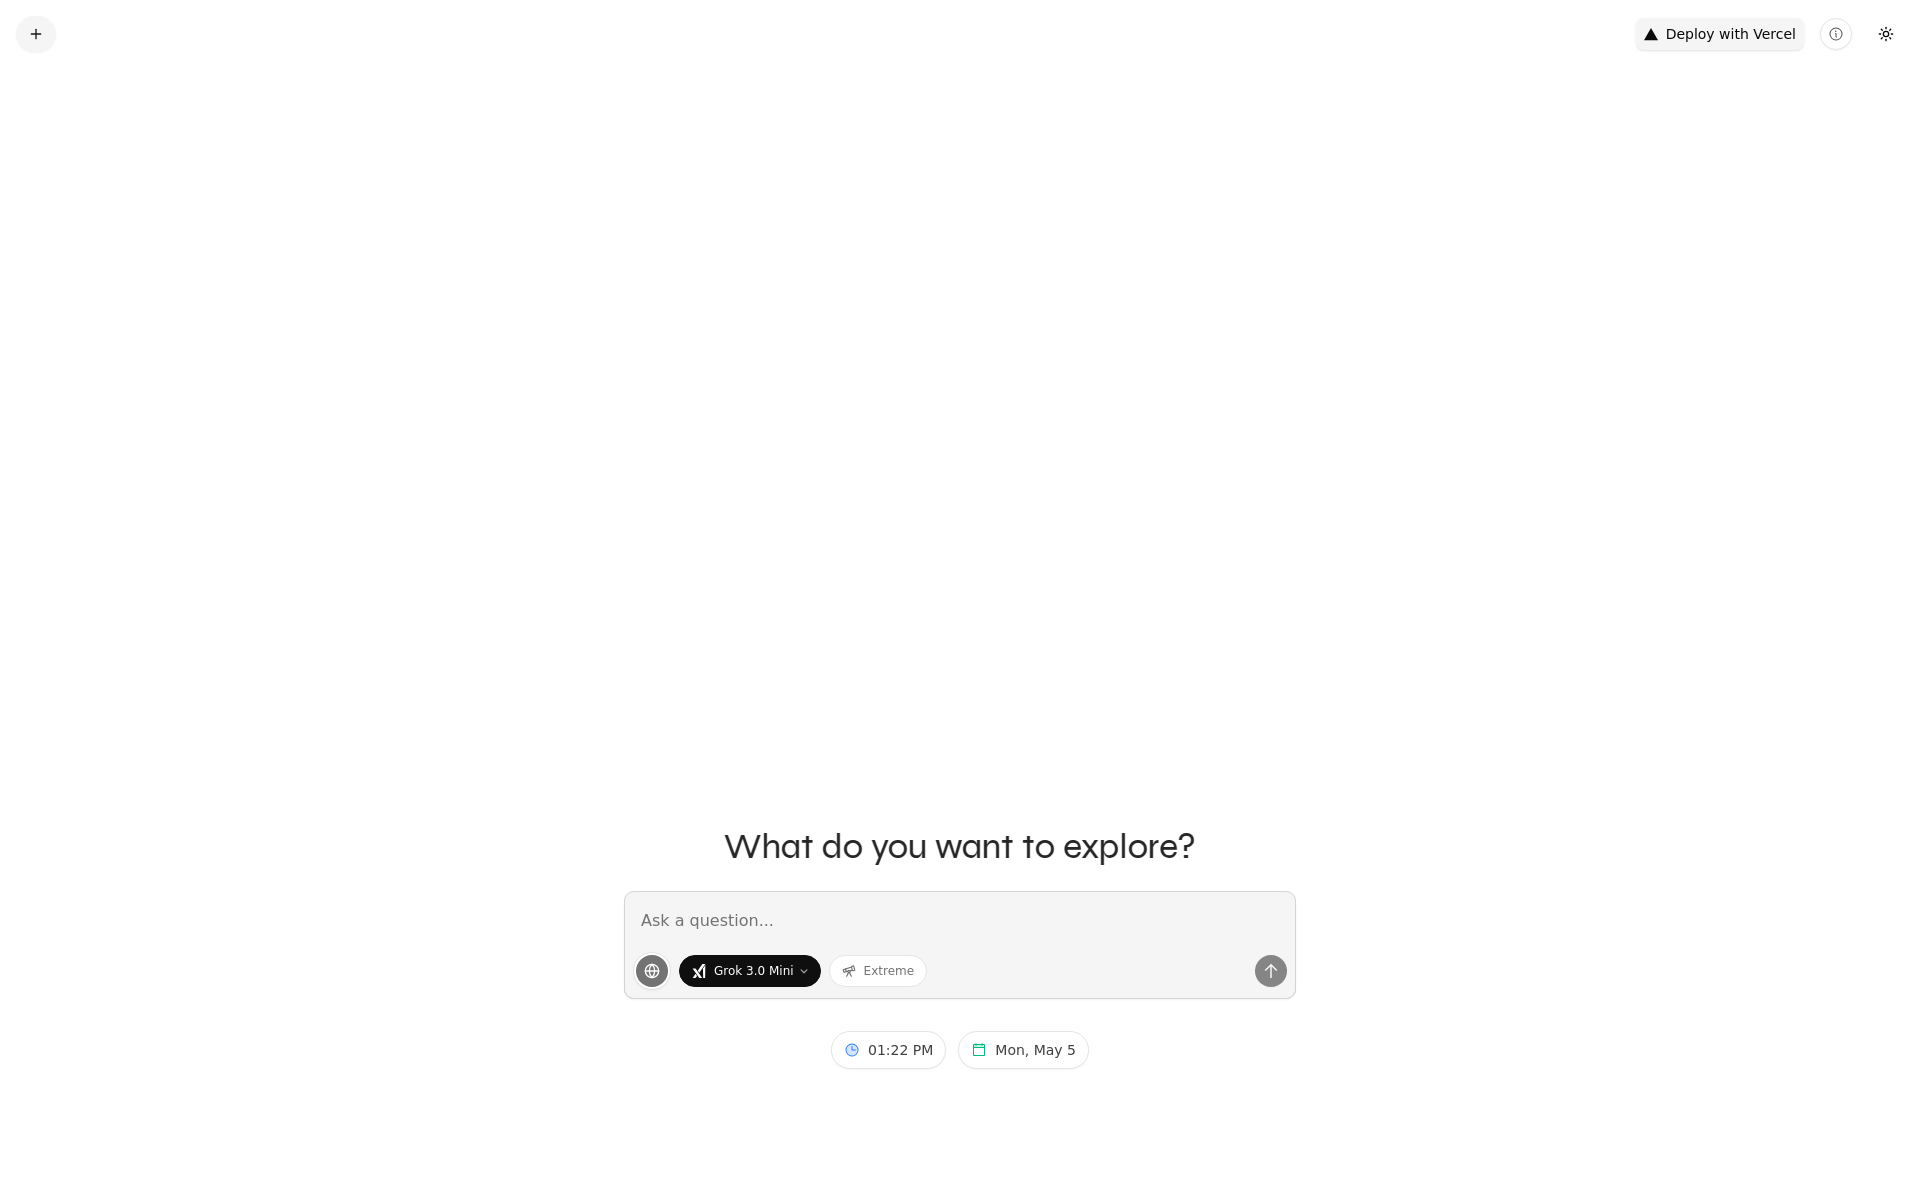 Deploy with Vercel
What do you want to explore?
Ask a question...
Grok 3.0 Mini
Extreme
01:22 PM
Mon, May 5